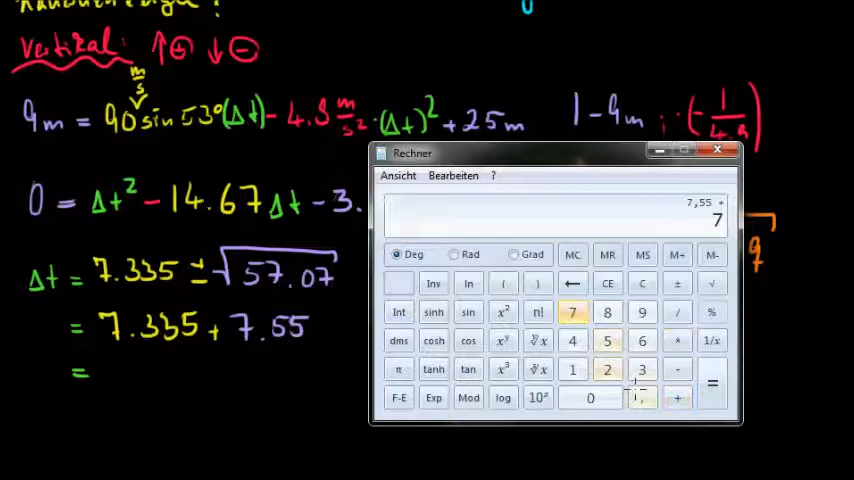 Vertikal: ↑⊕ ↓⊖
9m = 90 m/s sin 53° (Δt) - 4.9 m/s² · (Δt)² + 25m | - 9m ; · (- 1/4.9)
0 = Δt² - 14.67 Δt - 3.
Δt = 7.335 ± √57.07
= 7.335 + 7.55
=
q
Rechner
Ansicht Bearbeiten ?
7,55 +
7
Deg Rad Grad MC MR MS M+ M-
Inv ln ( ) ← CE C ± √
Int sinh sin x² n! 7 8 9 / %
dms cosh cos xʸ ʸ√x 4 5 6 * 1/x
π tanh tan x³ ³√x 1 2 3 - =
F-E Exp Mod log 10ˣ 0 , +